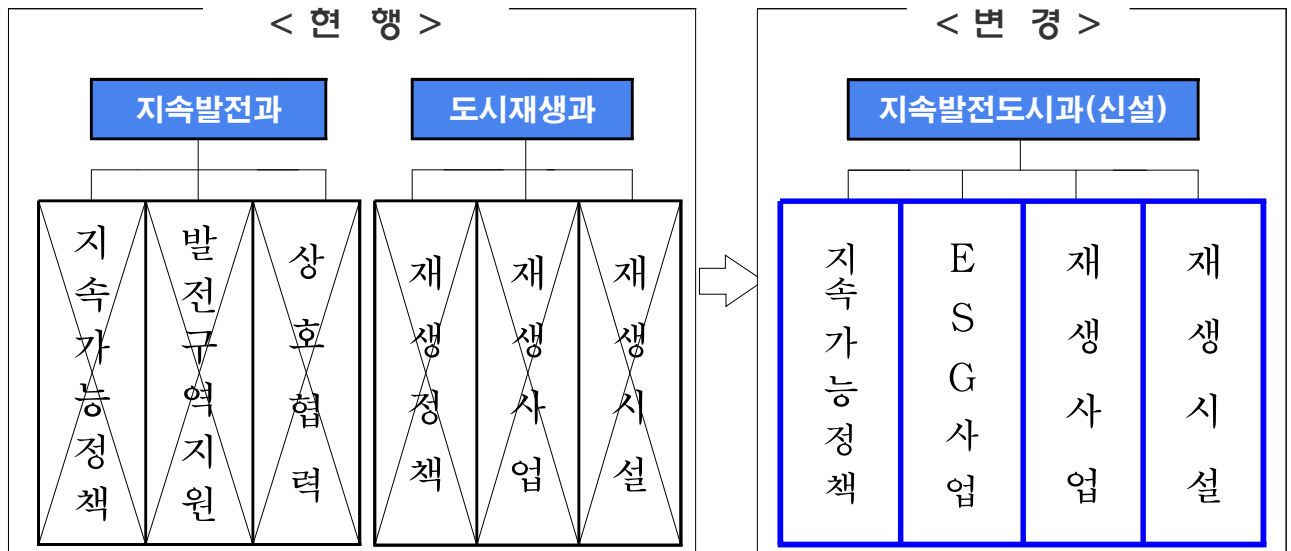 < 현 행 >
지속발전과
도시재생과
지속가능정책
발전구역지원
상호협력
재생정책
재생사업
재생시설
< 변 경 >
지속발전도시과(신설)
지속가능정책
ESG사업
재생사업
재생시설